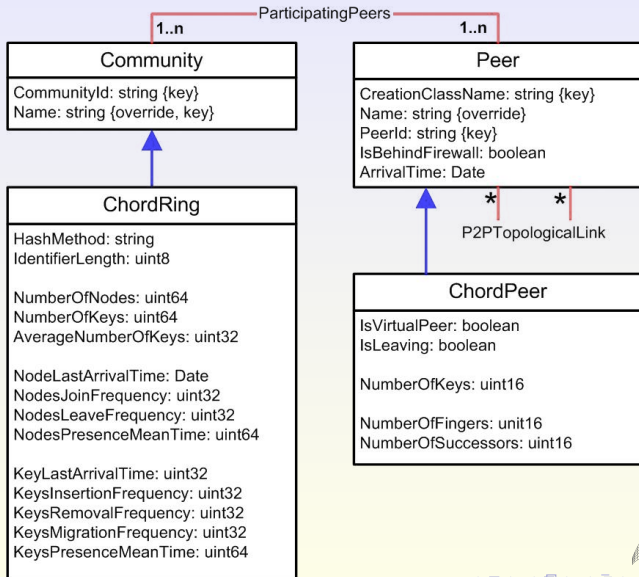 ParticipatingPeers
1..n
1..n
Community
CommunityId: string {key}
Name: string {override, key}
Peer
CreationClassName: string {key}
Name: string {override}
PeerId: string {key}
IsBehindFirewall: boolean
ArrivalTime: Date
* *
P2PTopologicalLink
ChordRing
HashMethod: string
IdentifierLength: uint8
NumberOfNodes: uint64
NumberOfKeys: uint64
AverageNumberOfKeys: uint32
NodeLastArrivalTime: Date
NodesJoinFrequency: uint32
NodesLeaveFrequency: uint32
NodesPresenceMeanTime: uint64
KeyLastArrivalTime: uint32
KeysInsertionFrequency: uint32
KeysRemovalFrequency: uint32
KeysMigrationFrequency: uint32
KeysPresenceMeanTime: uint64
ChordPeer
IsVirtualPeer: boolean
IsLeaving: boolean
NumberOfKeys: uint16
NumberOfFingers: unit16
NumberOfSuccessors: uint16